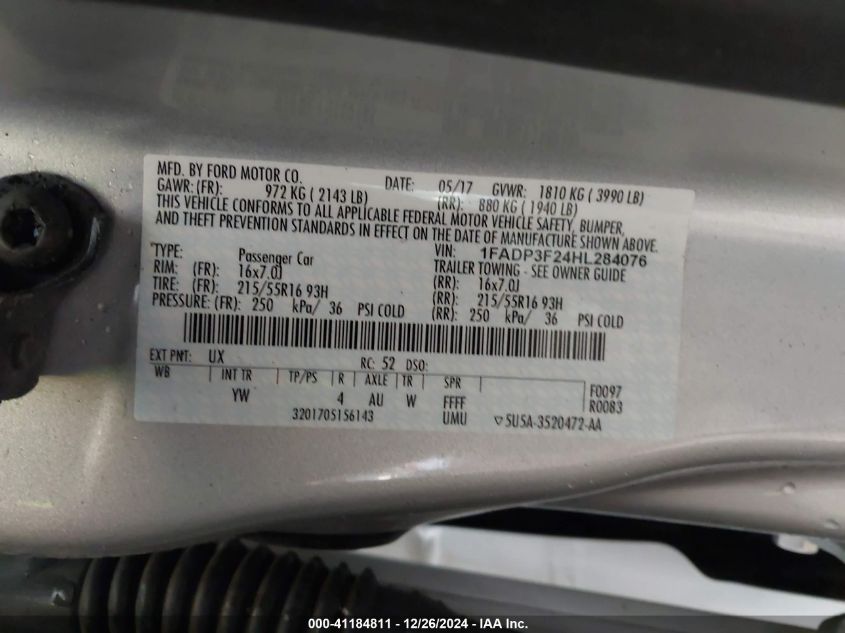 MFD. BY FORD MOTOR CO. DATE: 05/17 GVWR: 1810 KG ( 3990 LB)
GAWR: (FR): 972 KG ( 2143 LB) (RR): 880 KG ( 1940 LB)
THIS VEHICLE CONFORMS TO ALL APPLICABLE FEDERAL MOTOR VEHICLE SAFETY, BUMPER,
AND THEFT PREVENTION STANDARDS IN EFFECT ON THE DATE OF MANUFACTURE SHOWN ABOVE.
VIN: 1FADP3F24HL284076
TYPE: Passenger Car TRAILER TOWING - SEE OWNER GUIDE
RIM: (FR): 16x7.0J (RR): 16x7.0J
TIRE: (FR): 215/55R16 93H (RR): 215/55R16 93H
PRESSURE: (FR): 250 kPa/ 36 PSI COLD (RR): 250 kPa/ 36 PSI COLD
EXT PNT: UX RC: 52 DSO:
WB INT TR TP/PS R AXLE TR SPR F0097
YW 4 AU W FFFF R0083
3201705156143 UMU ▽5U5A-3520472-AA
000-41184811 - 12/26/2024 - IAA Inc.